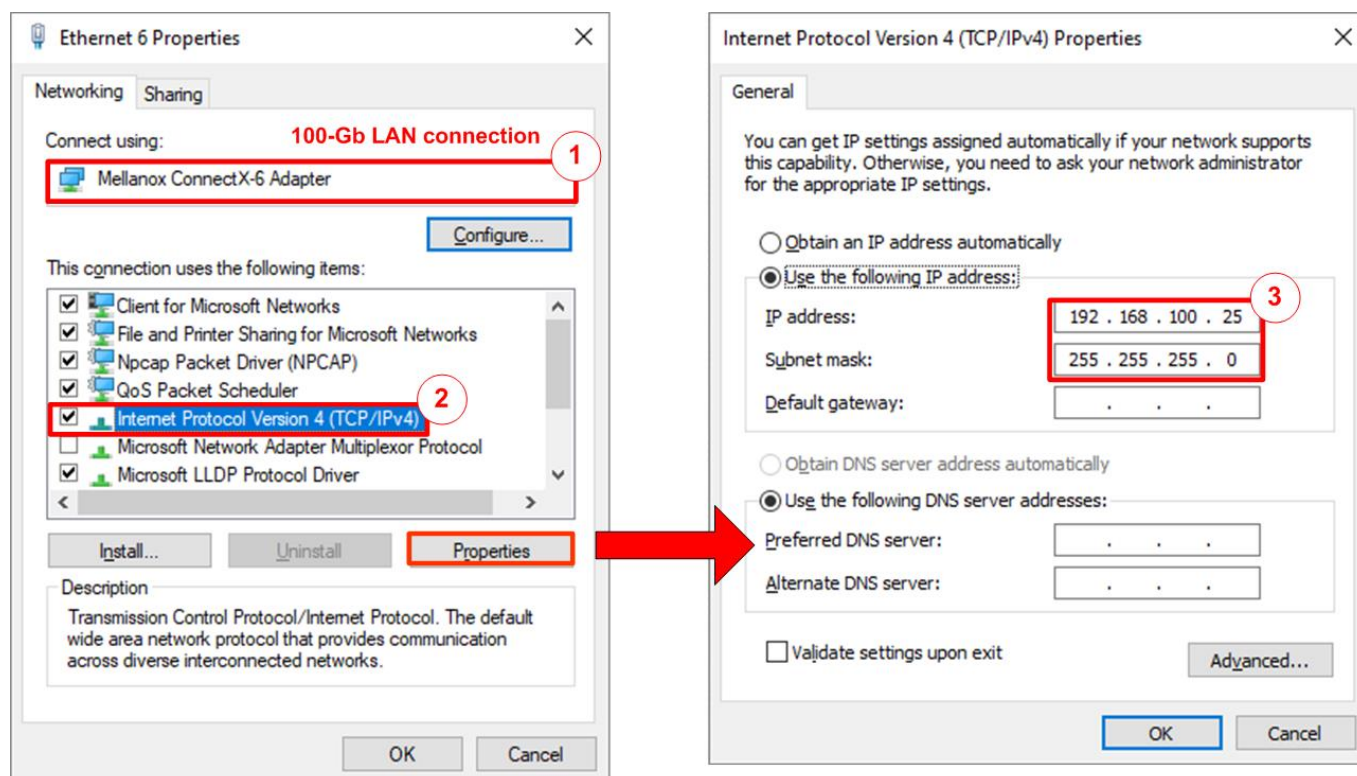 Ethernet 6 Properties
Networking
Sharing
Connect using:
100-Gb LAN connection
1
Mellanox ConnectX-6 Adapter
Configure...
This connection uses the following items:
Client for Microsoft Networks
File and Printer Sharing for Microsoft Networks
Npcap Packet Driver (NPCAP)
QoS Packet Scheduler
2
Internet Protocol Version 4 (TCP/IPv4)
Microsoft Network Adapter Multiplexor Protocol
Microsoft LLDP Protocol Driver
Install...
Uninstall
Properties
Description
Transmission Control Protocol/Internet Protocol. The default
wide area network protocol that provides communication
across diverse interconnected networks.
OK
Cancel
Internet Protocol Version 4 (TCP/IPv4) Properties
General
You can get IP settings assigned automatically if your network supports
this capability. Otherwise, you need to ask your network administrator
for the appropriate IP settings.
Obtain an IP address automatically
Use the following IP address:
3
IP address:
192 . 168 . 100 . 25
Subnet mask:
255 . 255 . 255 . 0
Default gateway:
. . .
Obtain DNS server address automatically
Use the following DNS server addresses:
Preferred DNS server:
. . .
Alternate DNS server:
. . .
Validate settings upon exit
Advanced...
OK
Cancel